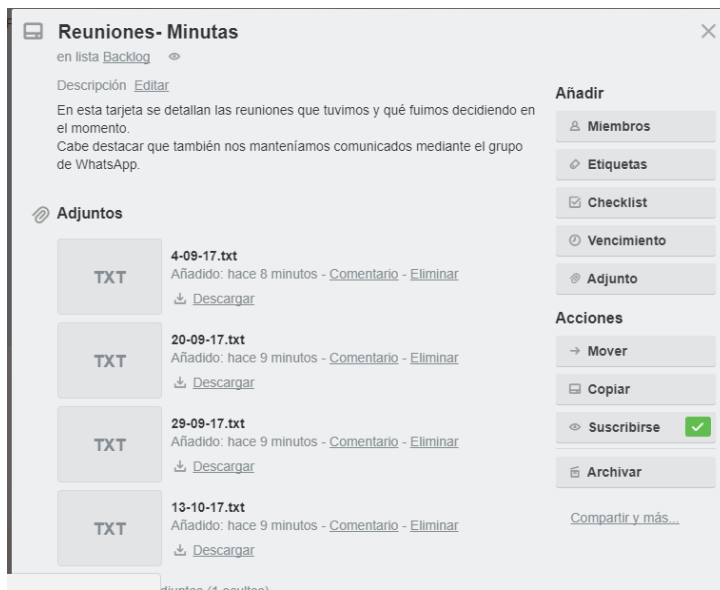 Reuniones- Minutas
en lista Backlog
Descripción Editar
En esta tarjeta se detallan las reuniones que tuvimos y qué fuimos decidiendo en
el momento.
Cabe destacar que también nos manteníamos comunicados mediante el grupo
de WhatsApp.
Adjuntos
TXT
4-09-17.txt
Añadido: hace 8 minutos - Comentario - Eliminar
Descargar
TXT
20-09-17.txt
Añadido: hace 9 minutos - Comentario - Eliminar
Descargar
TXT
29-09-17.txt
Añadido: hace 9 minutos - Comentario - Eliminar
Descargar
TXT
13-10-17.txt
Añadido: hace 9 minutos - Comentario - Eliminar
Descargar
Añadir
Miembros
Etiquetas
Checklist
Vencimiento
Adjunto
Acciones
Mover
Copiar
Suscribirse
Archivar
Compartir y más...